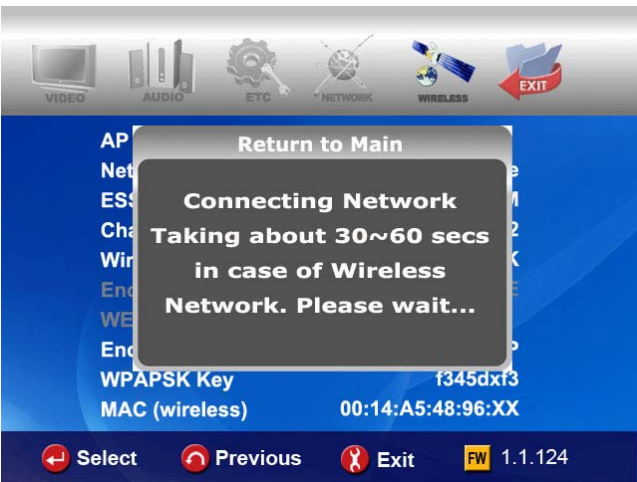 VIDEO AUDIO ETC NETWORK WIRELESS EXIT
AP
Return to Main
Net
Connecting Network
Taking about 30~60 secs
in case of Wireless
Network. Please wait...
WPAPSK Key f345dxf3
MAC (wireless) 00:14:A5:48:96:XX
Select Previous Exit FW 1.1.124